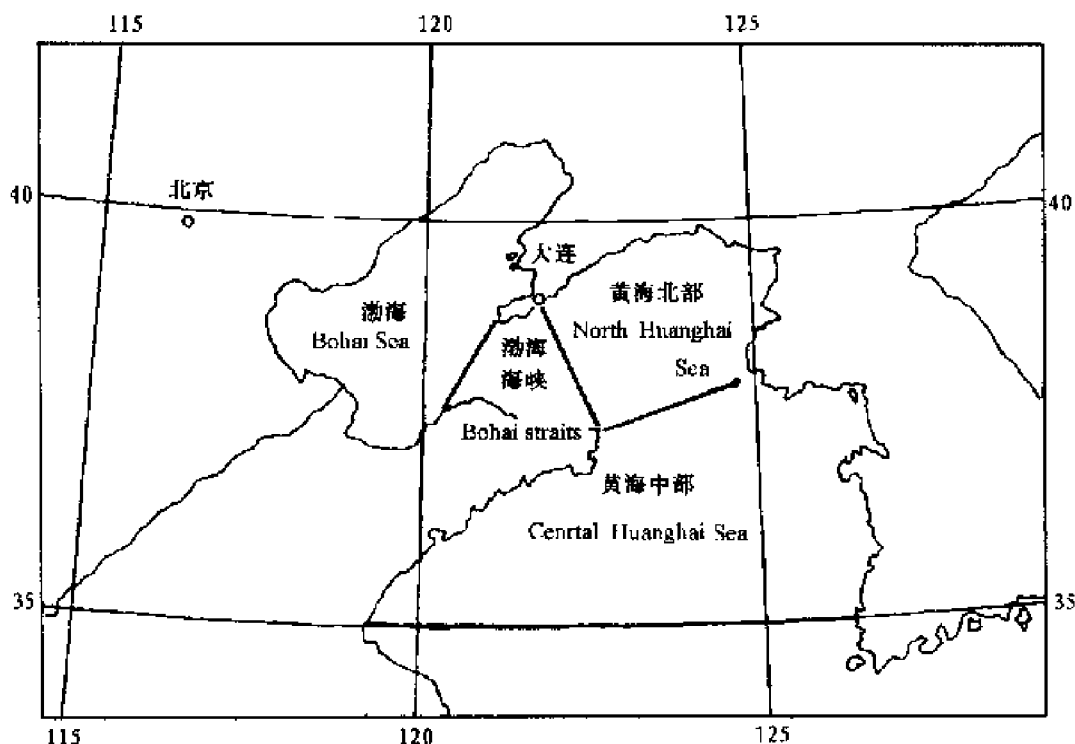 115 120 125
40 40
北京
大连
渤海
Bohai Sea
黄海北部
North Huanghai
Sea
渤海
海峡
Bohai straits
黄海中部
Cenrtal Huanghai Sea
35 35
115 120 125